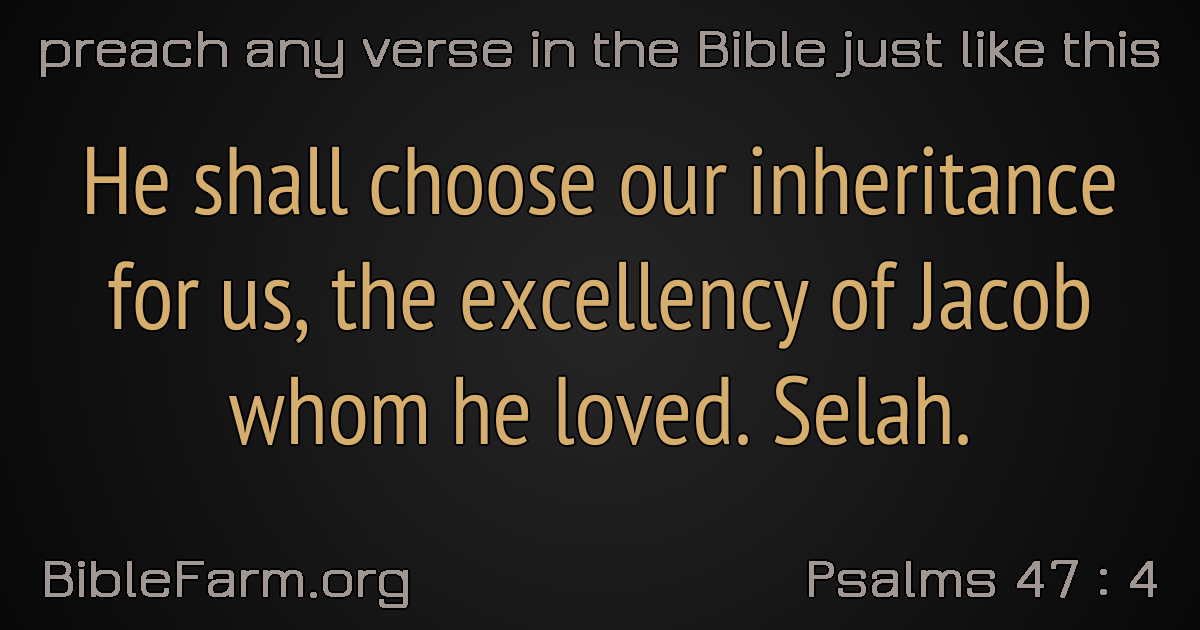 preach any verse in the Bible just like this
He shall choose our inheritance
for us, the excellency of Jacob
whom he loved. Selah.
BibleFarm.org
Psalms 47 : 4